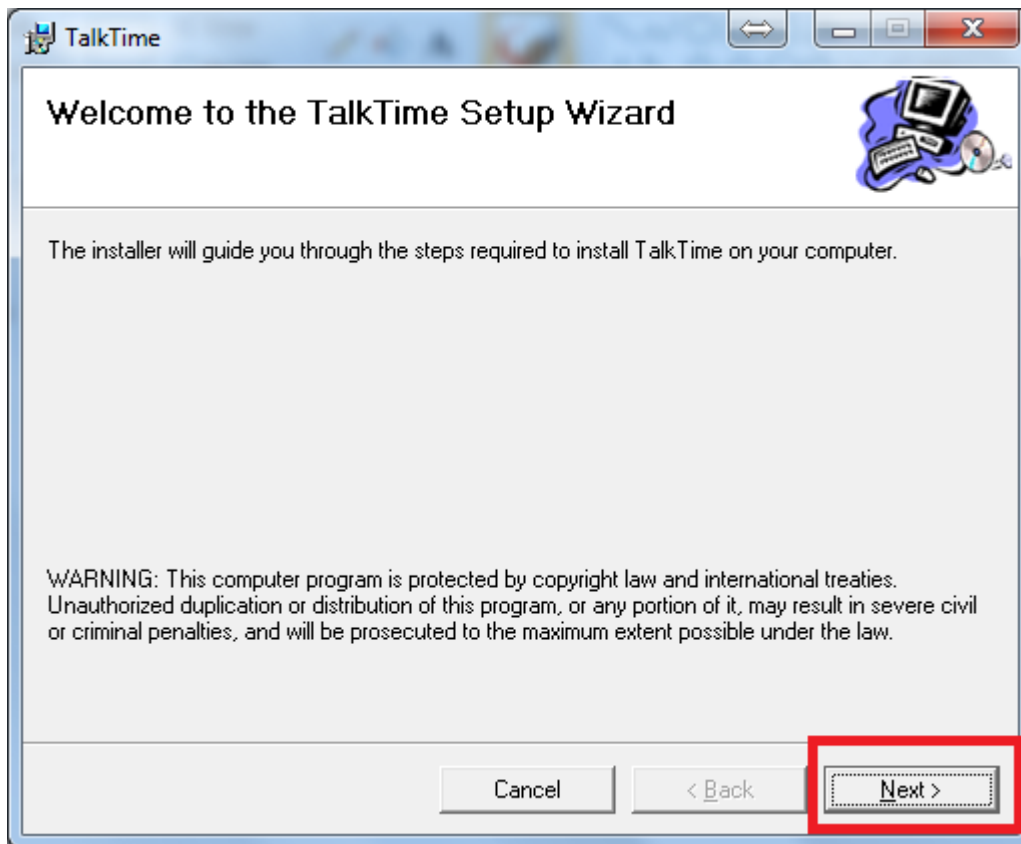 TalkTime
Welcome to the TalkTime Setup Wizard
The installer will guide you through the steps required to install TalkTime on your computer.
WARNING: This computer program is protected by copyright law and international treaties.
Unauthorized duplication or distribution of this program, or any portion of it, may result in severe civil
or criminal penalties, and will be prosecuted to the maximum extent possible under the law.
Cancel < Back Next >